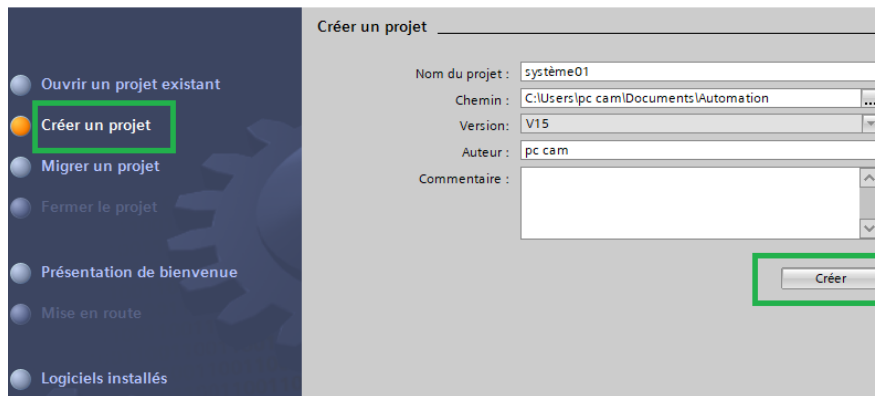 Créer un projet
Ouvrir un projet existant
Créer un projet
Migrer un projet
Fermer le projet
Présentation de bienvenue
Mise en route
Logiciels installés
Nom du projet : système01
Chemin : C:\Users\pc cam\Documents\Automation ...
Version: V15
Auteur : pc cam
Commentaire :
Créer